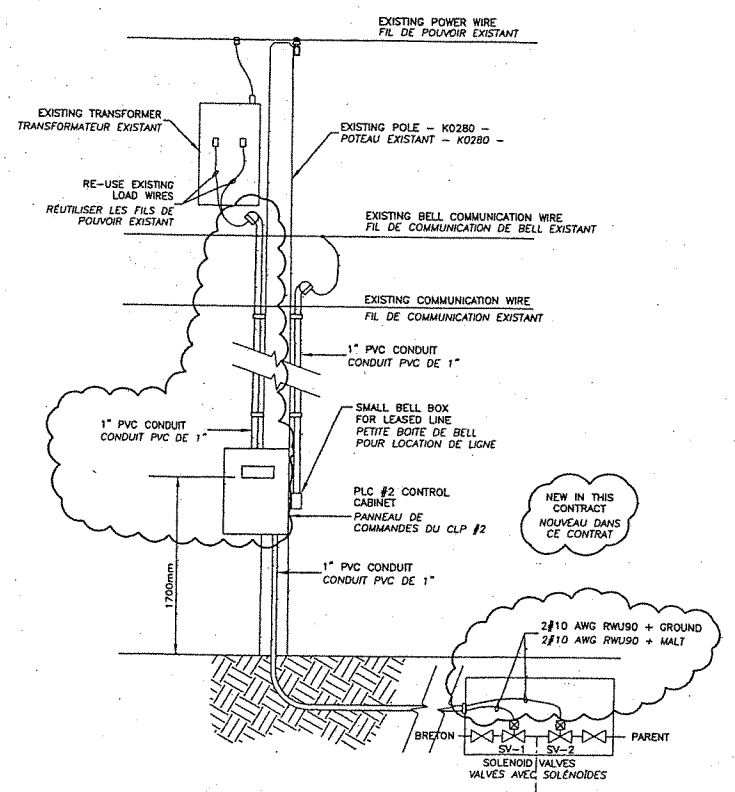 EXISTING POWER WIRE
FIL DE POUVOIR EXISTANT
EXISTING TRANSFORMER
TRANSFORMATEUR EXISTANT
EXISTING POLE – K0280 –
POTEAU EXISTANT – K0280 –
RE-USE EXISTING
LOAD WIRES
RÉUTILISER LES FILS DE
POUVOIR EXISTANT
EXISTING BELL COMMUNICATION WIRE
FIL DE COMMUNICATION DE BELL EXISTANT
EXISTING COMMUNICATION WIRE
FIL DE COMMUNICATION EXISTANT
1" PVC CONDUIT
CONDUIT PVC DE 1"
1" PVC CONDUIT
CONDUIT PVC DE 1"
SMALL BELL BOX
FOR LEASED LINE
PETITE BOITE DE BELL
POUR LOCATION DE LIGNE
PLC #2 CONTROL
CABINET
PANNEAU DE
COMMANDES DU CLP #2
NEW IN THIS
CONTRACT
NOUVEAU DANS
CE CONTRAT
1700mm
1" PVC CONDUIT
CONDUIT PVC DE 1"
2#10 AWG RWU90 + GROUND
2#10 AWG RWU90 + MALT
BRETON
PARENT
SV-1
SV-2
SOLENOID VALVES
VALVES AVEC SOLÉNOÏDES